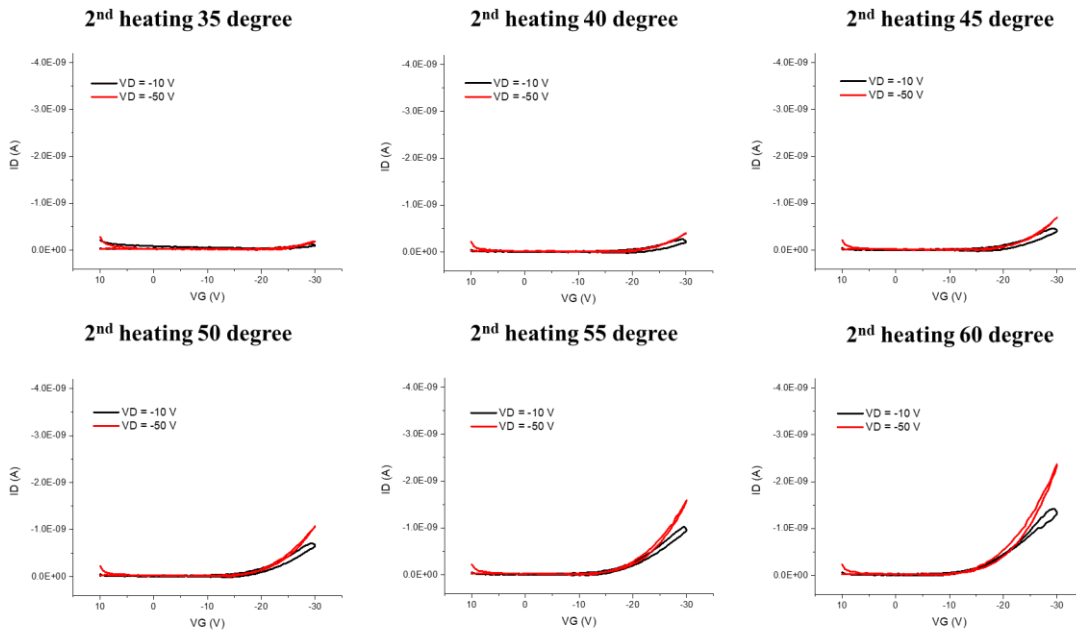 2nd heating 35 degree
2nd heating 40 degree
2nd heating 45 degree
-4.0E-09
-3.0E-09
-2.0E-09
-1.0E-09
0.0E+00
ID (A)
VD = -10 V
VD = -50 V
10
0
-10
-20
-30
VG (V)
-4.0E-09
-3.0E-09
-2.0E-09
-1.0E-09
0.0E+00
ID (A)
VD = -10 V
VD = -50 V
10
0
-10
-20
-30
VG (V)
-4.0E-09
-3.0E-09
-2.0E-09
-1.0E-09
0.0E+00
ID (A)
VD = -10 V
VD = -50 V
10
0
-10
-20
-30
VG (V)
2nd heating 50 degree
2nd heating 55 degree
2nd heating 60 degree
-4.0E-09
-3.0E-09
-2.0E-09
-1.0E-09
0.0E+00
ID (A)
VD = -10 V
VD = -50 V
10
0
-10
-20
-30
VG (V)
-4.0E-09
-3.0E-09
-2.0E-09
-1.0E-09
0.0E+00
ID (A)
VD = -10 V
VD = -50 V
10
0
-10
-20
-30
VG (V)
-4.0E-09
-3.0E-09
-2.0E-09
-1.0E-09
0.0E+00
ID (A)
VD = -10 V
VD = -50 V
10
0
-10
-20
-30
VG (V)